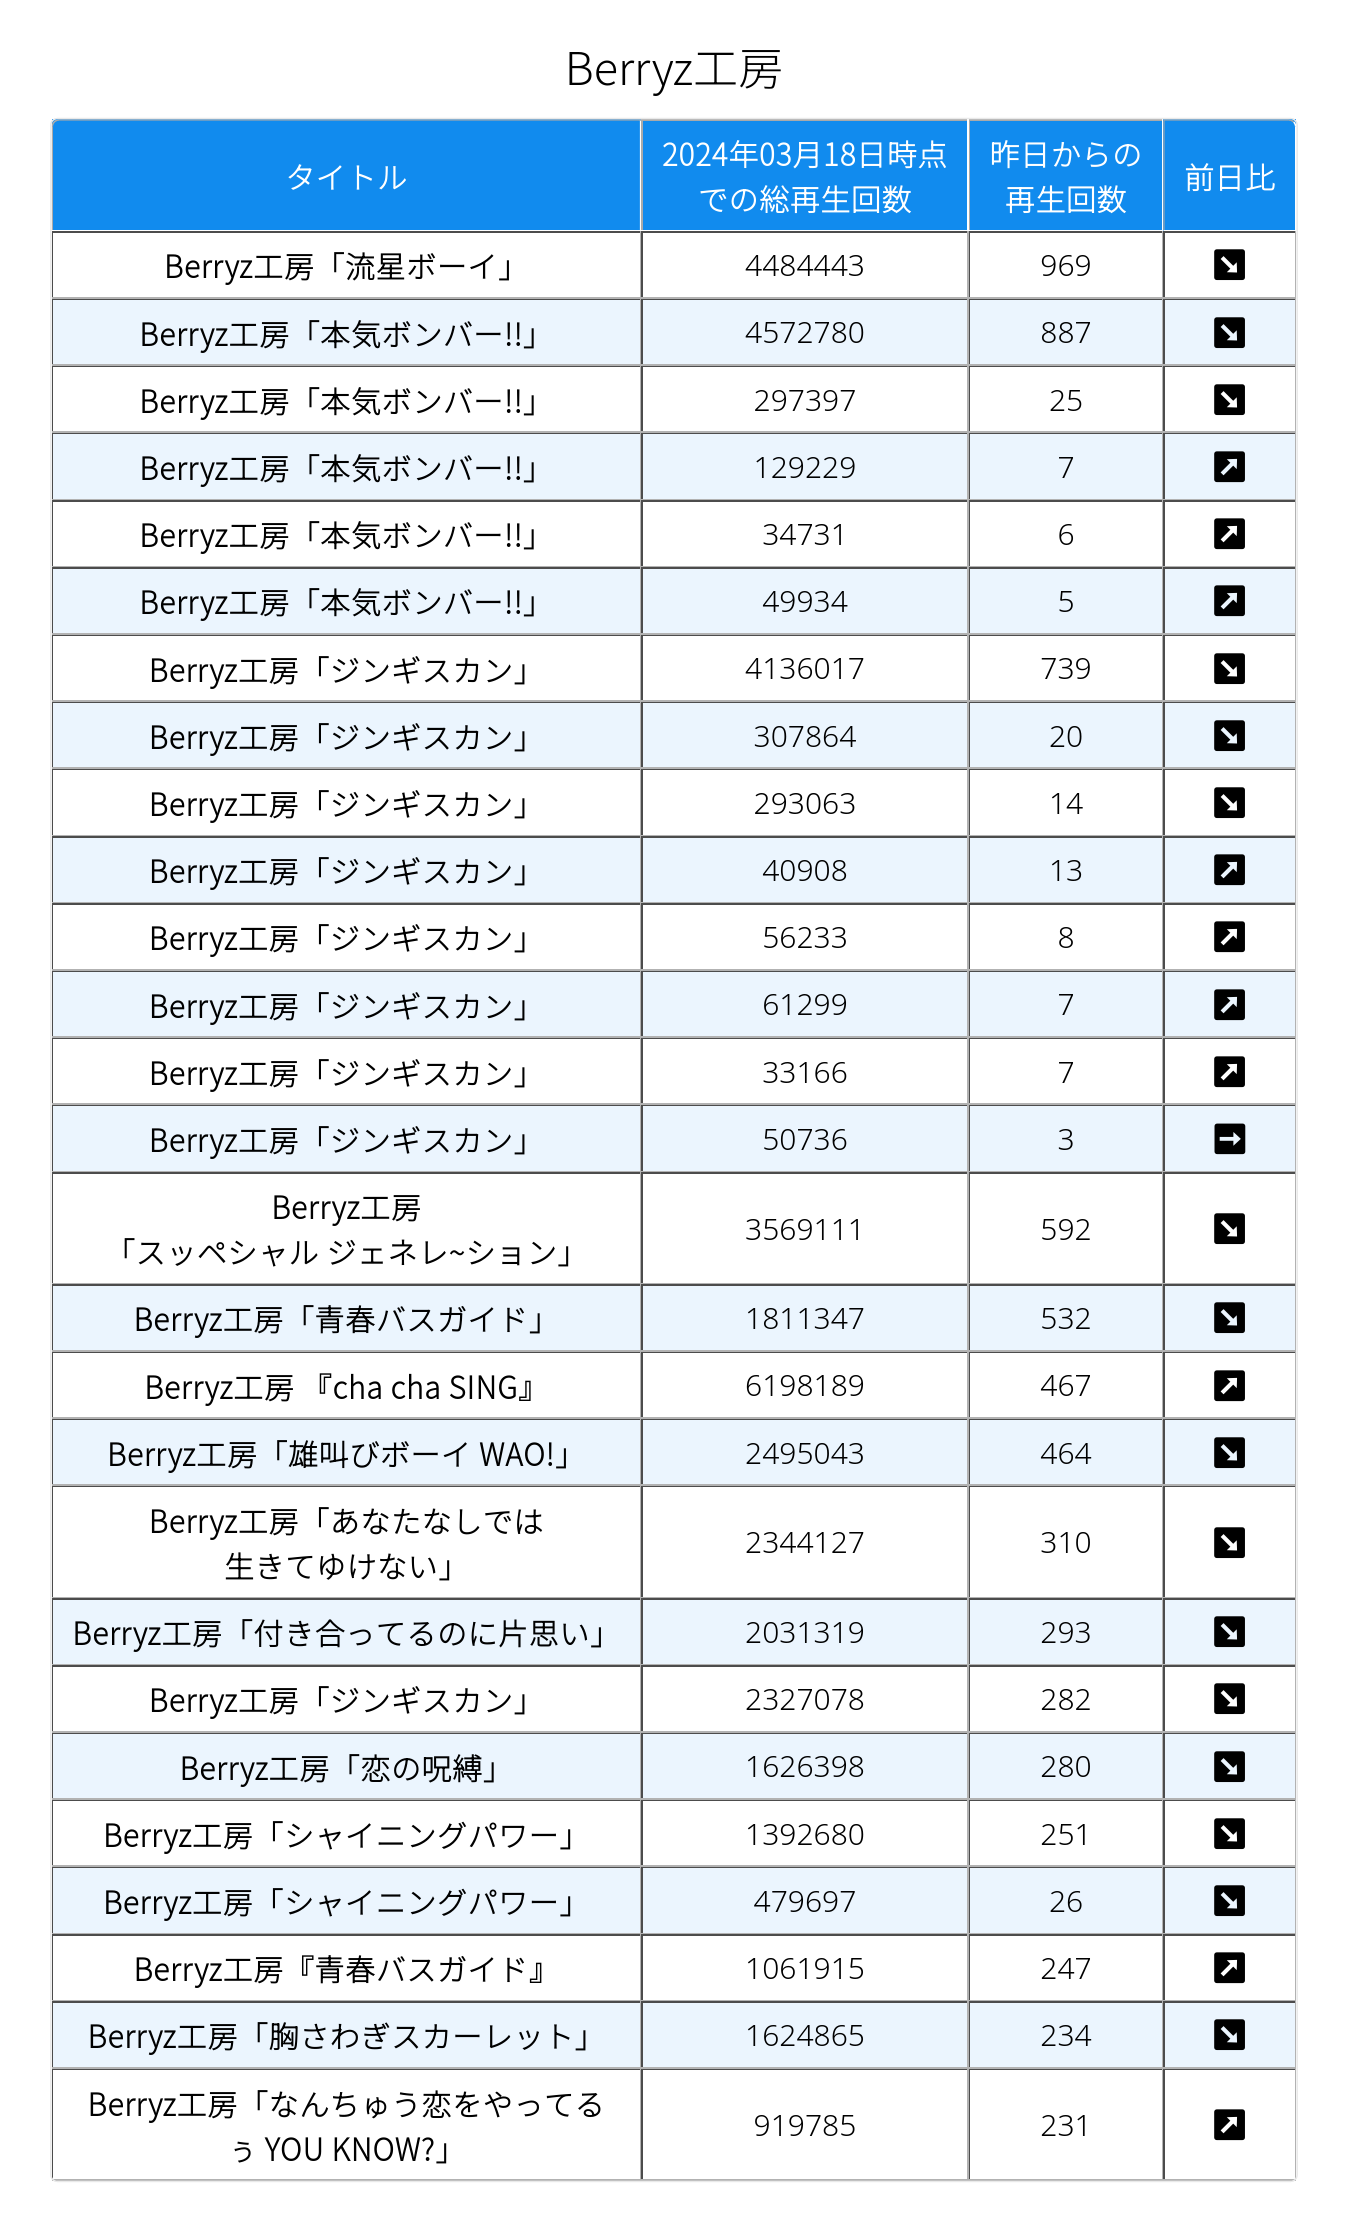 Berryz工房
タイトル
2024年03月18日時点
での総再生回数
昨日からの
再生回数
前日比
Berryz工房「流星ボーイ」 4484443 969 ↘
Berryz工房「本気ボンバー!!」 4572780 887 ↘
Berryz工房「本気ボンバー!!」 297397 25 ↘
Berryz工房「本気ボンバー!!」 129229 7 ↗
Berryz工房「本気ボンバー!!」 34731 6 ↗
Berryz工房「本気ボンバー!!」 49934 5 ↗
Berryz工房「ジンギスカン」 4136017 739 ↘
Berryz工房「ジンギスカン」 307864 20 ↘
Berryz工房「ジンギスカン」 293063 14 ↘
Berryz工房「ジンギスカン」 40908 13 ↗
Berryz工房「ジンギスカン」 56233 8 ↗
Berryz工房「ジンギスカン」 61299 7 ↗
Berryz工房「ジンギスカン」 33166 7 ↗
Berryz工房「ジンギスカン」 50736 3 →
Berryz工房
「スッペシャル ジェネレ~ション」 3569111 592 ↘
Berryz工房「青春バスガイド」 1811347 532 ↘
Berryz工房 『cha cha SING』 6198189 467 ↗
Berryz工房「雄叫びボーイ WAO!」 2495043 464 ↘
Berryz工房「あなたなしでは
生きてゆけない」 2344127 310 ↘
Berryz工房「付き合ってるのに片思い」 2031319 293 ↘
Berryz工房「ジンギスカン」 2327078 282 ↘
Berryz工房「恋の呪縛」 1626398 280 ↘
Berryz工房「シャイニングパワー」 1392680 251 ↘
Berryz工房「シャイニングパワー」 479697 26 ↘
Berryz工房『青春バスガイド』 1061915 247 ↗
Berryz工房「胸さわぎスカーレット」 1624865 234 ↘
Berryz工房「なんちゅう恋をやってる
ぅ YOU KNOW?」 919785 231 ↗